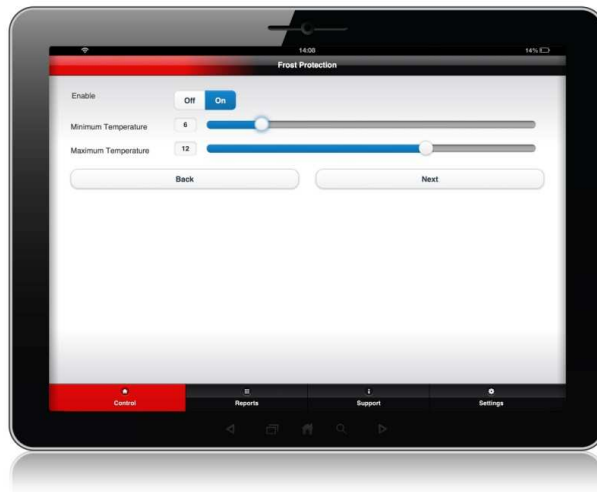 14:00
14%
Frost Protection
Enable
Off On
Minimum Temperature 6
Maximum Temperature 12
Back Next
Control Reports Support Settings